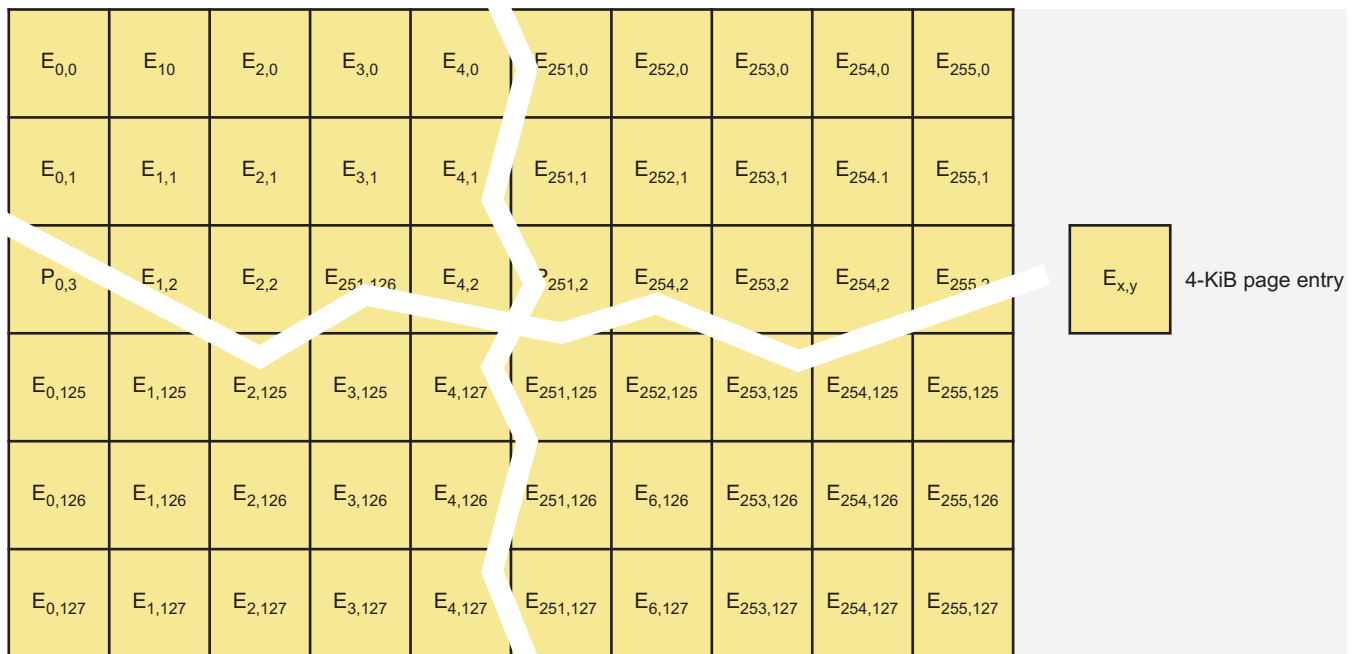 E0,0 E10 E2,0 E3,0 E4,0 E251,0 E252,0 E253,0 E254,0 E255,0
E0,1 E1,1 E2,1 E3,1 E4,1 E251,1 E252,1 E253,1 E254.1 E255,1
P0,3 E1,2 E2,2 E251,126 E4,2 P251,2 E254,2 E253,2 E254,2 E255,2
Ex,y 4-KiB page entry
E0,125 E1,125 E2,125 E3,125 E4,127 E251,125 E252,125 E253,125 E254,125 E255,125
E0,126 E1,126 E2,126 E3,126 E4,126 E251,126 E6,126 E253,126 E254,126 E255,126
E0,127 E1,127 E2,127 E3,127 E4,127 E251,127 E6,127 E253,127 E254,127 E255,127